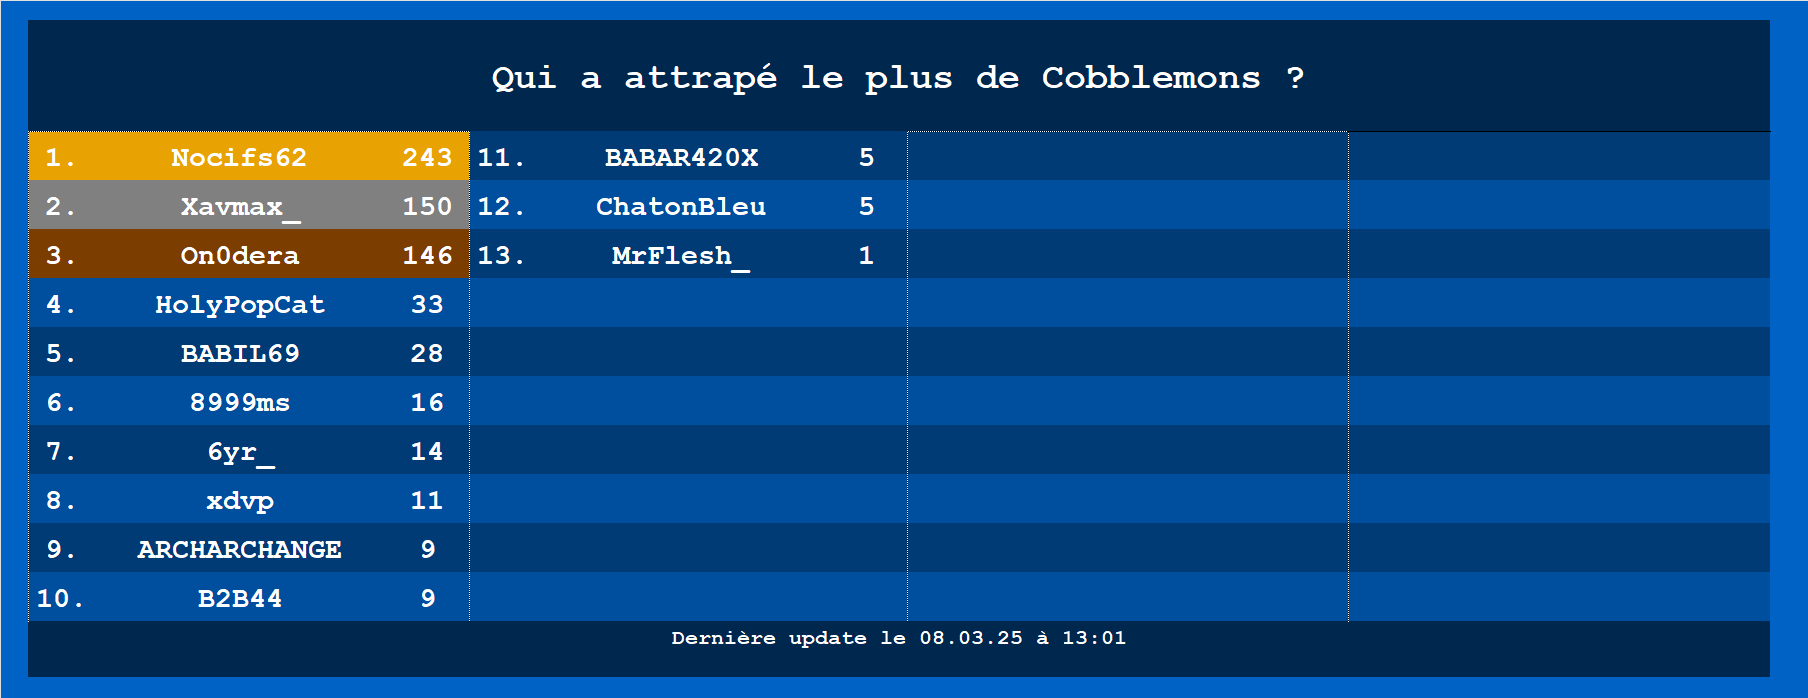 Qui a attrapé le plus de Cobblemons ?
1. Nocifs62 243
2. Xavmax_ 150
3. On0dera 146
4. HolyPopCat 33
5. BABIL69 28
6. 8999ms 16
7. 6yr_ 14
8. xdvp 11
9. ARCHARCHANGE 9
10. B2B44 9
11. BABAR420X 5
12. ChatonBleu 5
13. MrFlesh_ 1
Dernière update le 08.03.25 à 13:01